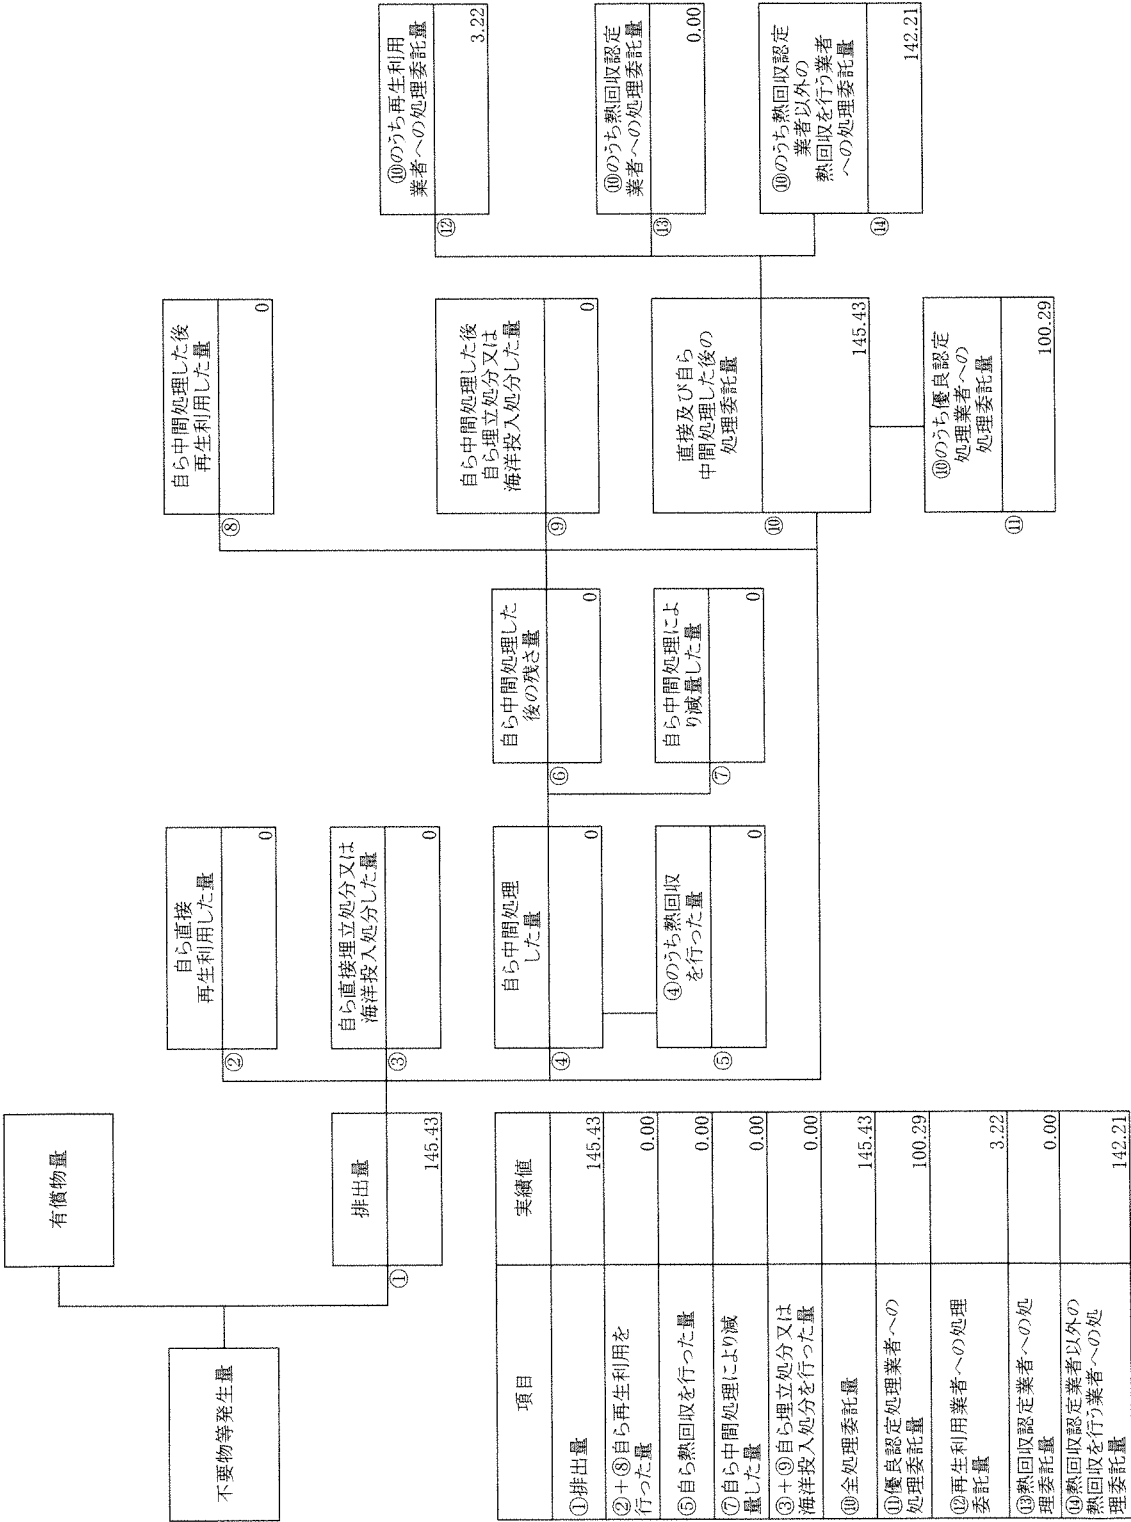 不要物等発生量
有償物量
排出量
①
145.43
自ら直接
再生利用した量
②
0
自ら直接埋立処分又は
海洋投入処分した量
③
0
自ら中間処理
した量
④
0
④のうち熱回収
を行った量
⑤
0
自ら中間処理した
後の残さ量
⑥
0
自ら中間処理によ
り減量した量
⑦
0
自ら中間処理した後
再生利用した量
⑧
0
自ら中間処理した後
自ら埋立処分又は
海洋投入処分した量
⑨
0
直接及び自ら
中間処理した後の
処理委託量
⑩
145.43
⑩のうち優良認定
処理業者への
処理委託量
⑪
100.29
⑩のうち再生利用
業者への処理委託量
⑫
3.22
⑩のうち熱回収認定
業者への処理委託量
⑬
0.00
⑩のうち熱回収認定
業者以外の
熱回収を行う業者
への処理委託量
⑭
142.21
項目 実績値
①排出量 145.43
②+⑧自ら再生利用を
行った量 0.00
⑤自ら熱回収を行った量 0.00
⑦自ら中間処理により減
量した量 0.00
③+⑨自ら埋立処分又は
海洋投入処分を行った量 0.00
⑩全処理委託量 145.43
⑪優良認定処理業者への
処理委託量 100.29
⑫再生利用業者への処理
委託量 3.22
⑬熱回収認定業者への処
理委託量 0.00
⑭熱回収認定業者以外の
熱回収を行う業者への処
理委託量 142.21